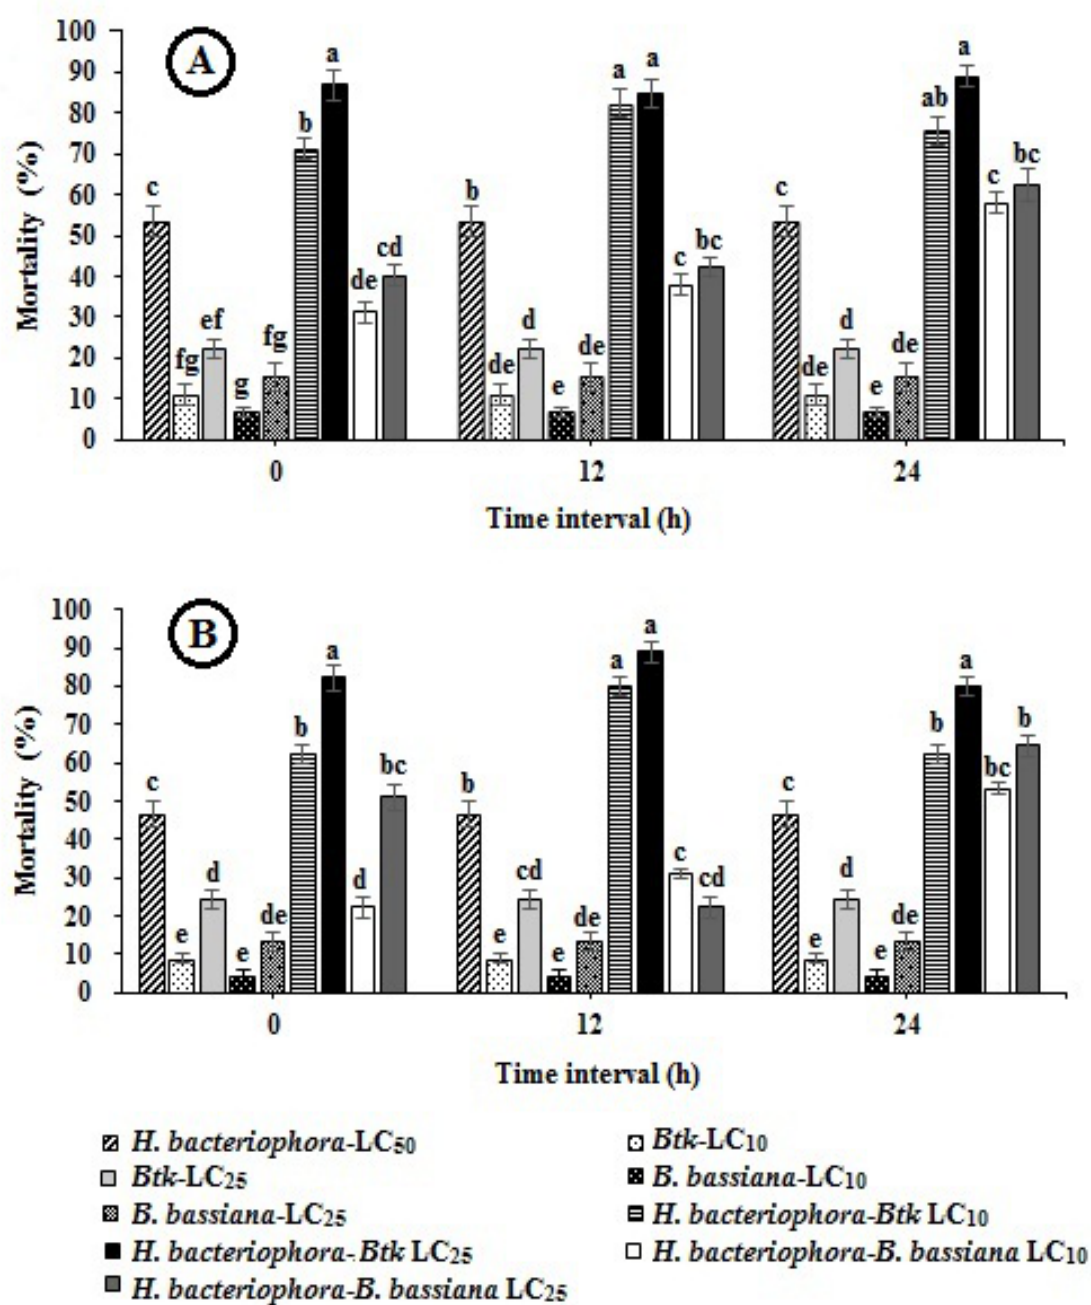 100
90
80
70
60
50
40
30
20
10
0
Mortality (%)
A
c fg ef g fg b a de cd
b de d e de a a c bc
c de d e de ab a c bc
0 12 24
Time interval (h)
100
90
80
70
60
50
40
30
20
10
0
Mortality (%)
B
c e d e de b a d bc
b e cd e de a a c cd
c e d e de b a bc b
0 12 24
Time interval (h)
H. bacteriophora-LC50
Btk-LC10
Btk-LC25
B. bassiana-LC10
B. bassiana-LC25
H. bacteriophora-Btk LC10
H. bacteriophora-Btk LC25
H. bacteriophora-B. bassiana LC10
H. bacteriophora-B. bassiana LC25